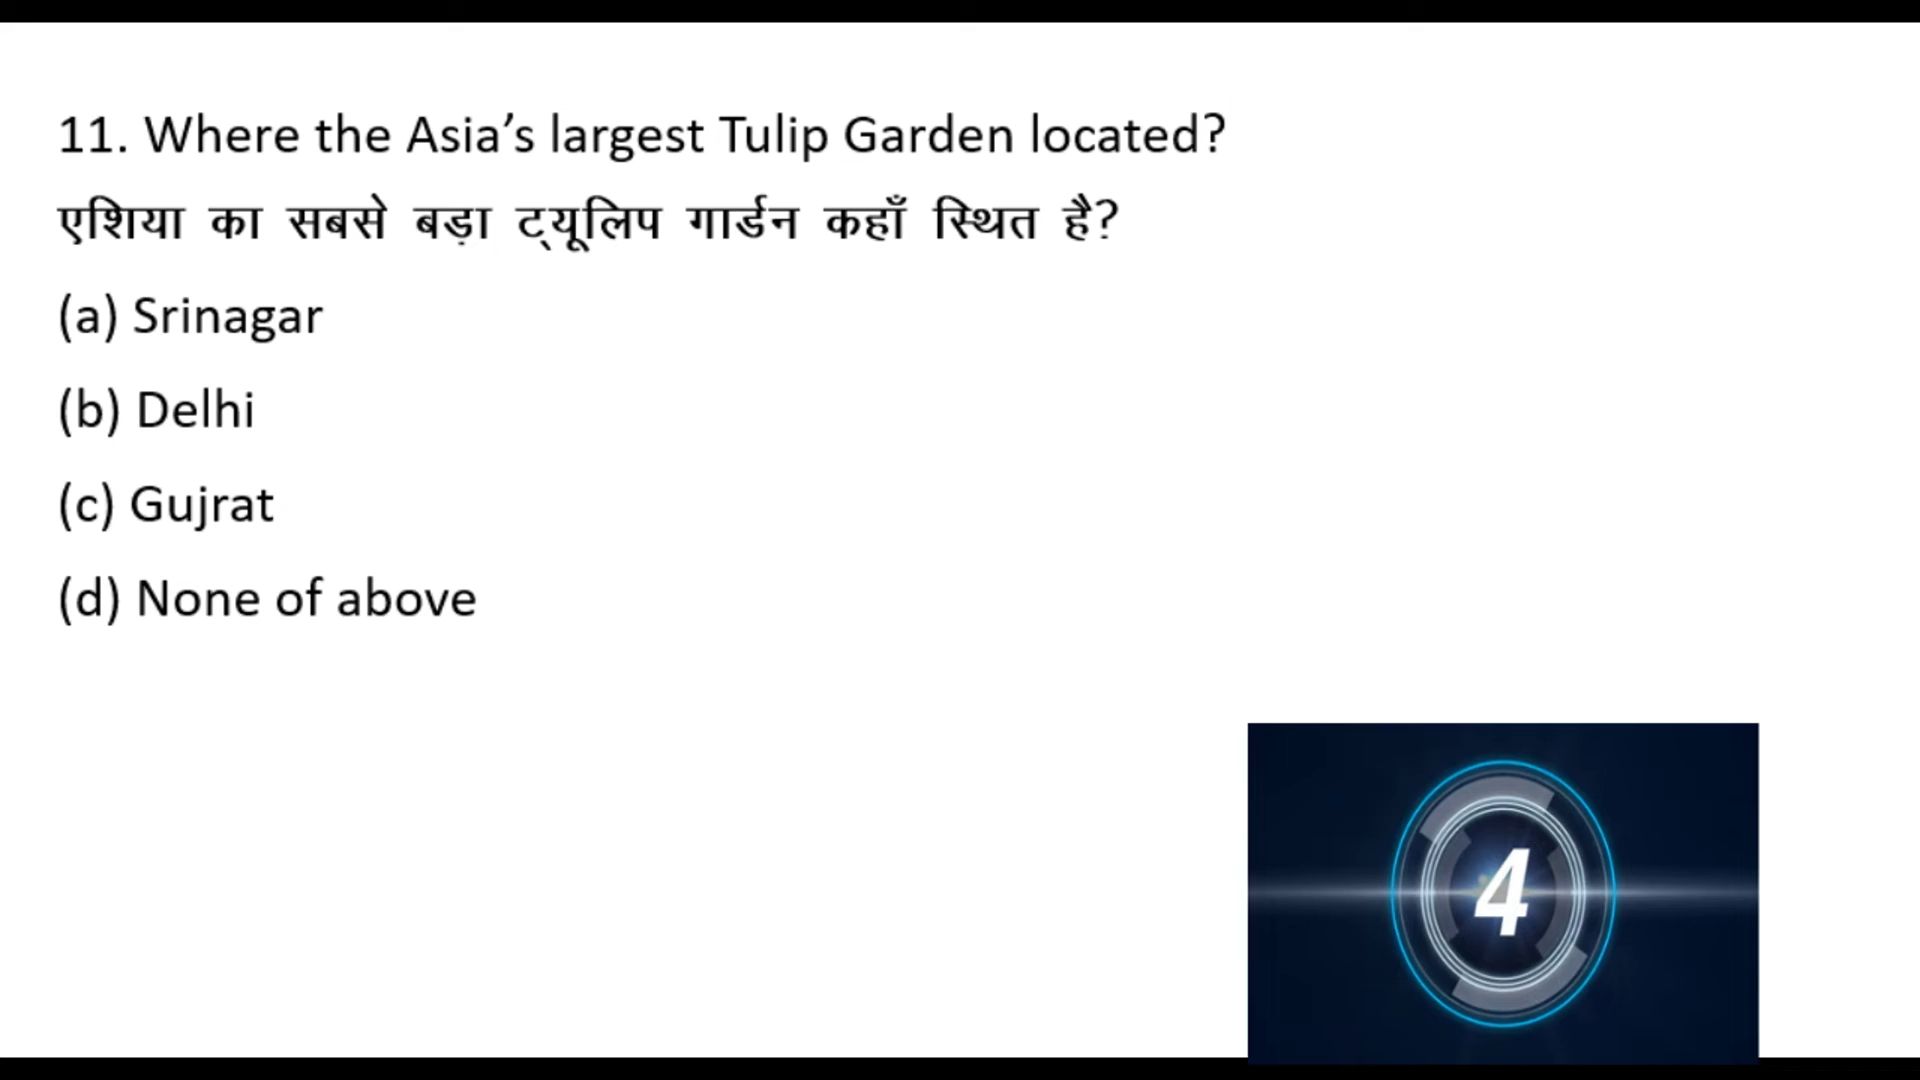 11. Where the Asia’s largest Tulip Garden located?
एशिया का सबसे बड़ा ट्यूलिप गार्डन कहाँ स्थित है?
(a) Srinagar
(b) Delhi
(c) Gujrat
(d) None of above
4